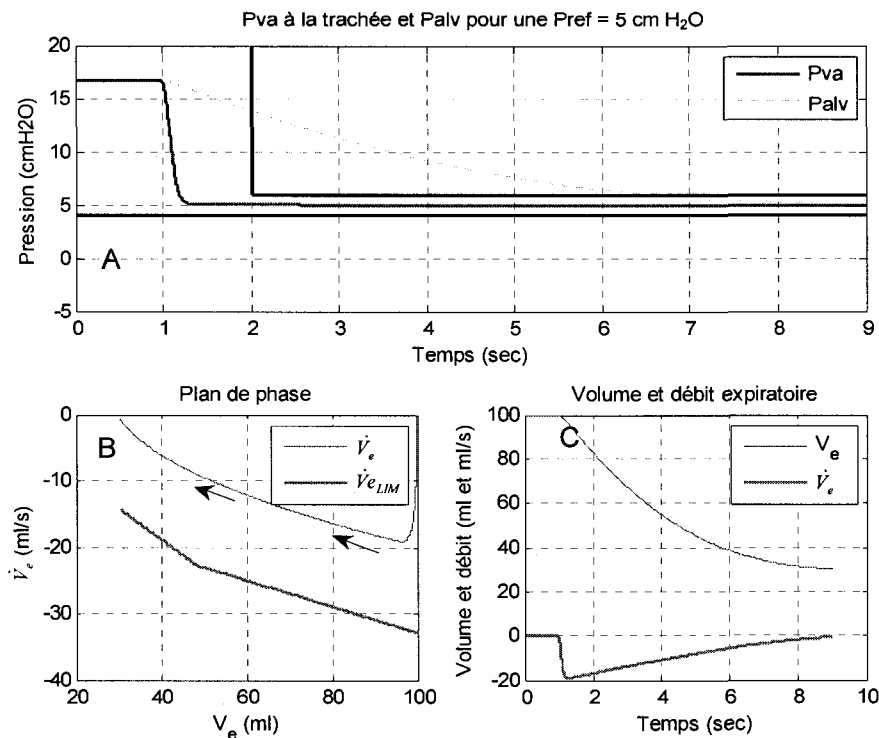 Pva à la trachée et Palv pour une Pref = 5 cm H₂O
20
15
10
5
0
-5
Pression (cmH2O)
A
Pva
Palv
0 1 2 3 4 5 6 7 8 9
Temps (sec)
Plan de phase
0
-10
-20
-30
-40
V̇e (ml/s)
B
V̇e
V̇eLIM
20 40 60 80 100
Ve (ml)
Volume et débit expiratoire
100
80
60
40
20
0
-20
Volume et débit (ml et ml/s)
C
Ve
V̇e
0 2 4 6 8 10
Temps (sec)